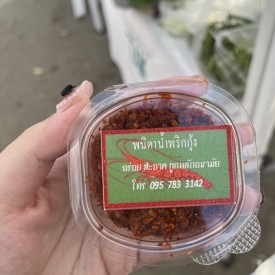 พนิดาน้ำพริกกุ้ง
อร่อย สะอาด ถูกหลักอนามัย
โทร 095 783 3142